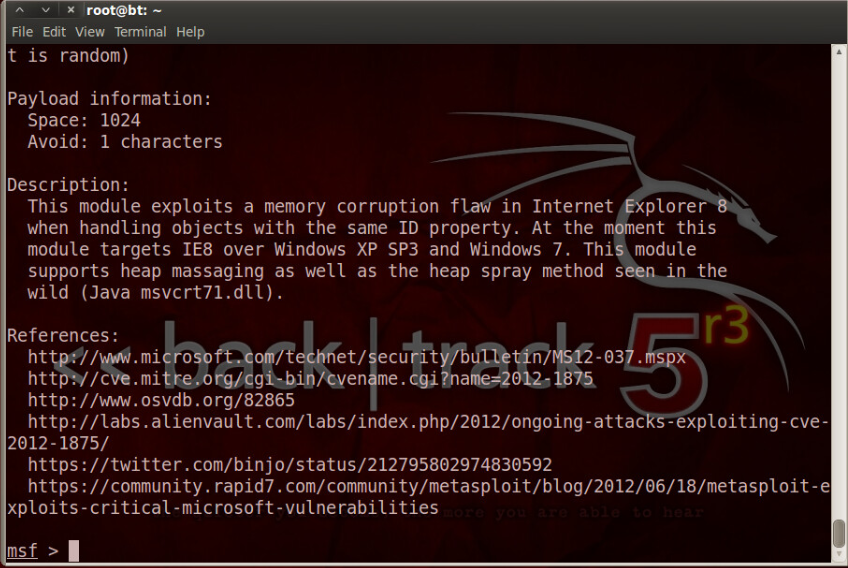 root@bt: ~
File Edit View Terminal Help
t is random)
Payload information:
Space: 1024
Avoid: 1 characters
Description:
This module exploits a memory corruption flaw in Internet Explorer 8
when handling objects with the same ID property. At the moment this
module targets IE8 over Windows XP SP3 and Windows 7. This module
supports heap massaging as well as the heap spray method seen in the
wild (Java msvcrt71.dll).
References:
http://www.microsoft.com/technet/security/bulletin/MS12-037.mspx
http://cve.mitre.org/cgi-bin/cvename.cgi?name=2012-1875
http://www.osvdb.org/82865
http://labs.alienvault.com/labs/index.php/2012/ongoing-attacks-exploiting-cve-
2012-1875/
https://twitter.com/binjo/status/212795802974830592
https://community.rapid7.com/community/metasploit/blog/2012/06/18/metasploit-e
xploits-critical-microsoft-vulnerabilities
msf >
<< back | track 5 r3
more you are able to hear